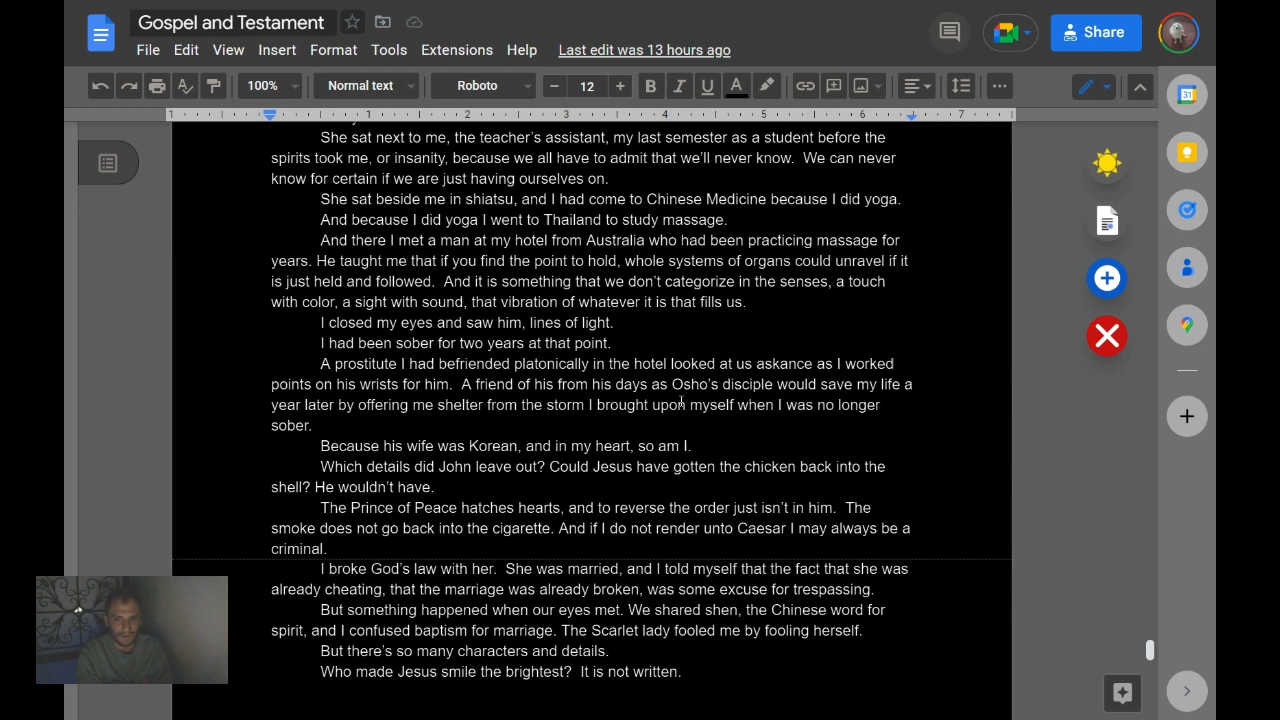 Gospel and Testament
File Edit View Insert Format Tools Extensions Help Last edit was 13 hours ago
Share
100% Normal text Roboto 12 B I U A
1 1 2 3 4 5 6 7
31
She sat next to me, the teacher's assistant, my last semester as a student before the
spirits took me, or insanity, because we all have to admit that we'll never know. We can never
know for certain if we are just having ourselves on.
She sat beside me in shiatsu, and I had come to Chinese Medicine because I did yoga.
And because I did yoga I went to Thailand to study massage.
And there I met a man at my hotel from Australia who had been practicing massage for
years. He taught me that if you find the point to hold, whole systems of organs could unravel if it
is just held and followed. And it is something that we don't categorize in the senses, a touch
with color, a sight with sound, that vibration of whatever it is that fills us.
I closed my eyes and saw him, lines of light.
I had been sober for two years at that point.
A prostitute I had befriended platonically in the hotel looked at us askance as I worked
points on his wrists for him. A friend of his from his days as Osho's disciple would save my life a
year later by offering me shelter from the storm I brought upon myself when I was no longer
sober.
Because his wife was Korean, and in my heart, so am I.
Which details did John leave out? Could Jesus have gotten the chicken back into the
shell? He wouldn't have.
The Prince of Peace hatches hearts, and to reverse the order just isn't in him. The
smoke does not go back into the cigarette. And if I do not render unto Caesar I may always be a
criminal.
I broke God's law with her. She was married, and I told myself that the fact that she was
already cheating, that the marriage was already broken, was some excuse for trespassing.
But something happened when our eyes met. We shared shen, the Chinese word for
spirit, and I confused baptism for marriage. The Scarlet lady fooled me by fooling herself.
But there's so many characters and details.
Who made Jesus smile the brightest? It is not written.